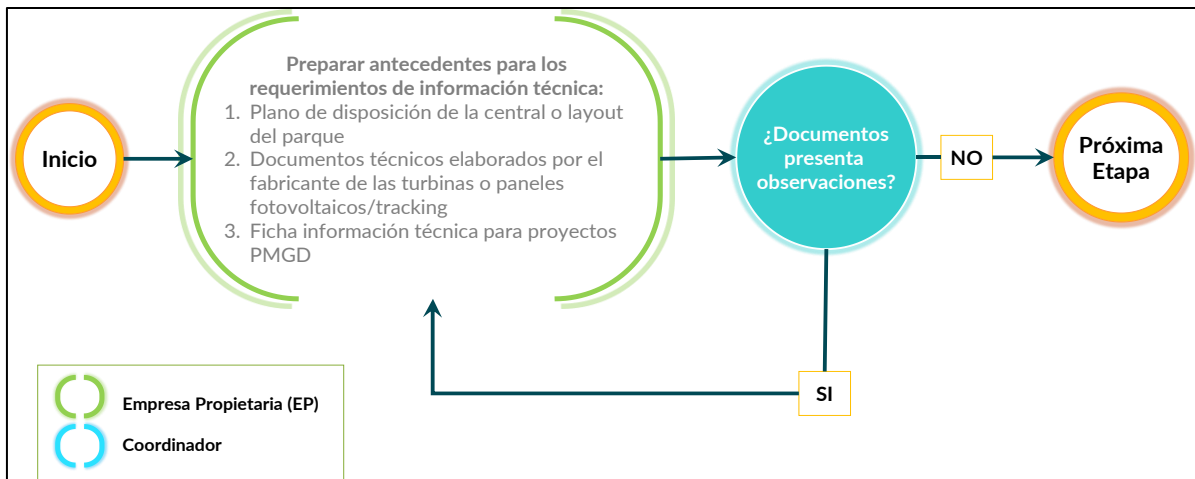 Inicio
Preparar antecedentes para los
requerimientos de información técnica:
1. Plano de disposición de la central o layout
del parque
2. Documentos técnicos elaborados por el
fabricante de las turbinas o paneles
fotovoltaicos/tracking
3. Ficha información técnica para proyectos
PMGD
¿Documentos
presenta
observaciones?
NO
Próxima
Etapa
SI
Empresa Propietaria (EP)
Coordinador